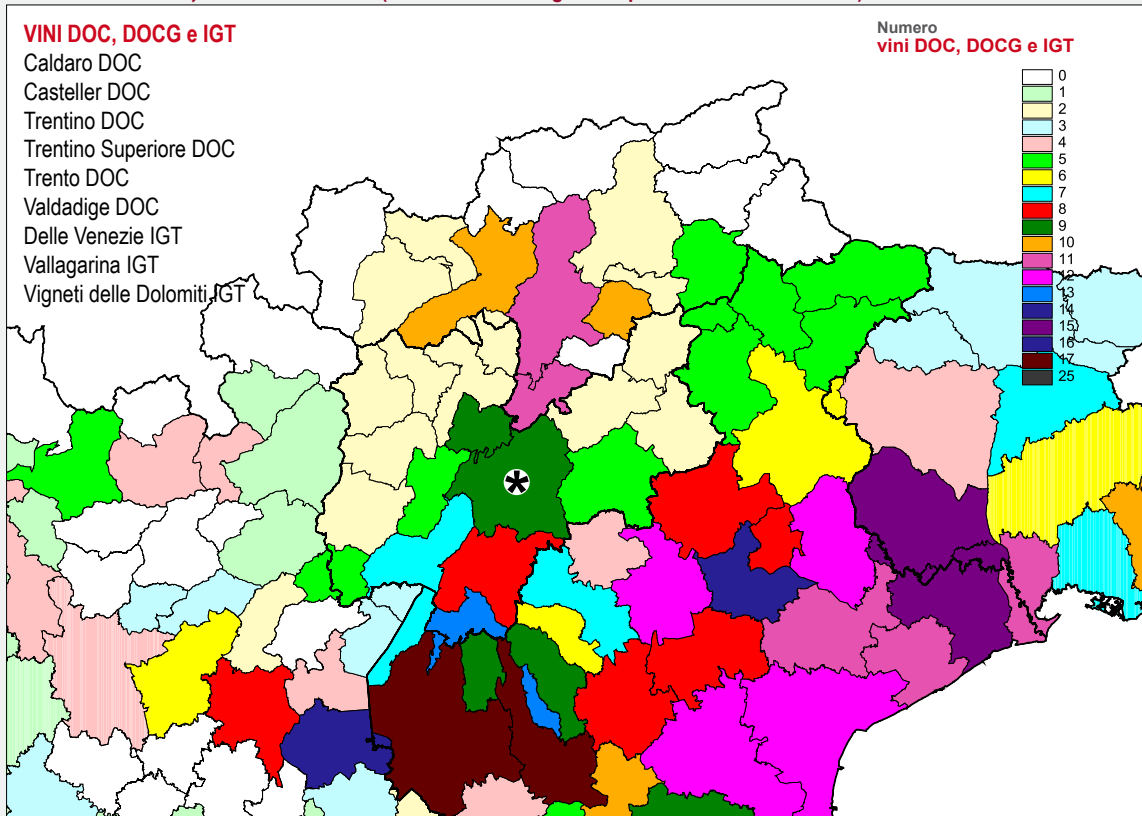 VINI DOC, DOCG e IGT
Caldaro DOC
Casteller DOC
Trentino DOC
Trentino Superiore DOC
Trento DOC
Valdadige DOC
Delle Venezie IGT
Vallagarina IGT
Vigneti delle Dolomiti IGT
Numero
vini DOC, DOCG e IGT
0
1
2
3
4
5
6
7
8
9
10
11
12
13
14
15
16
17
25